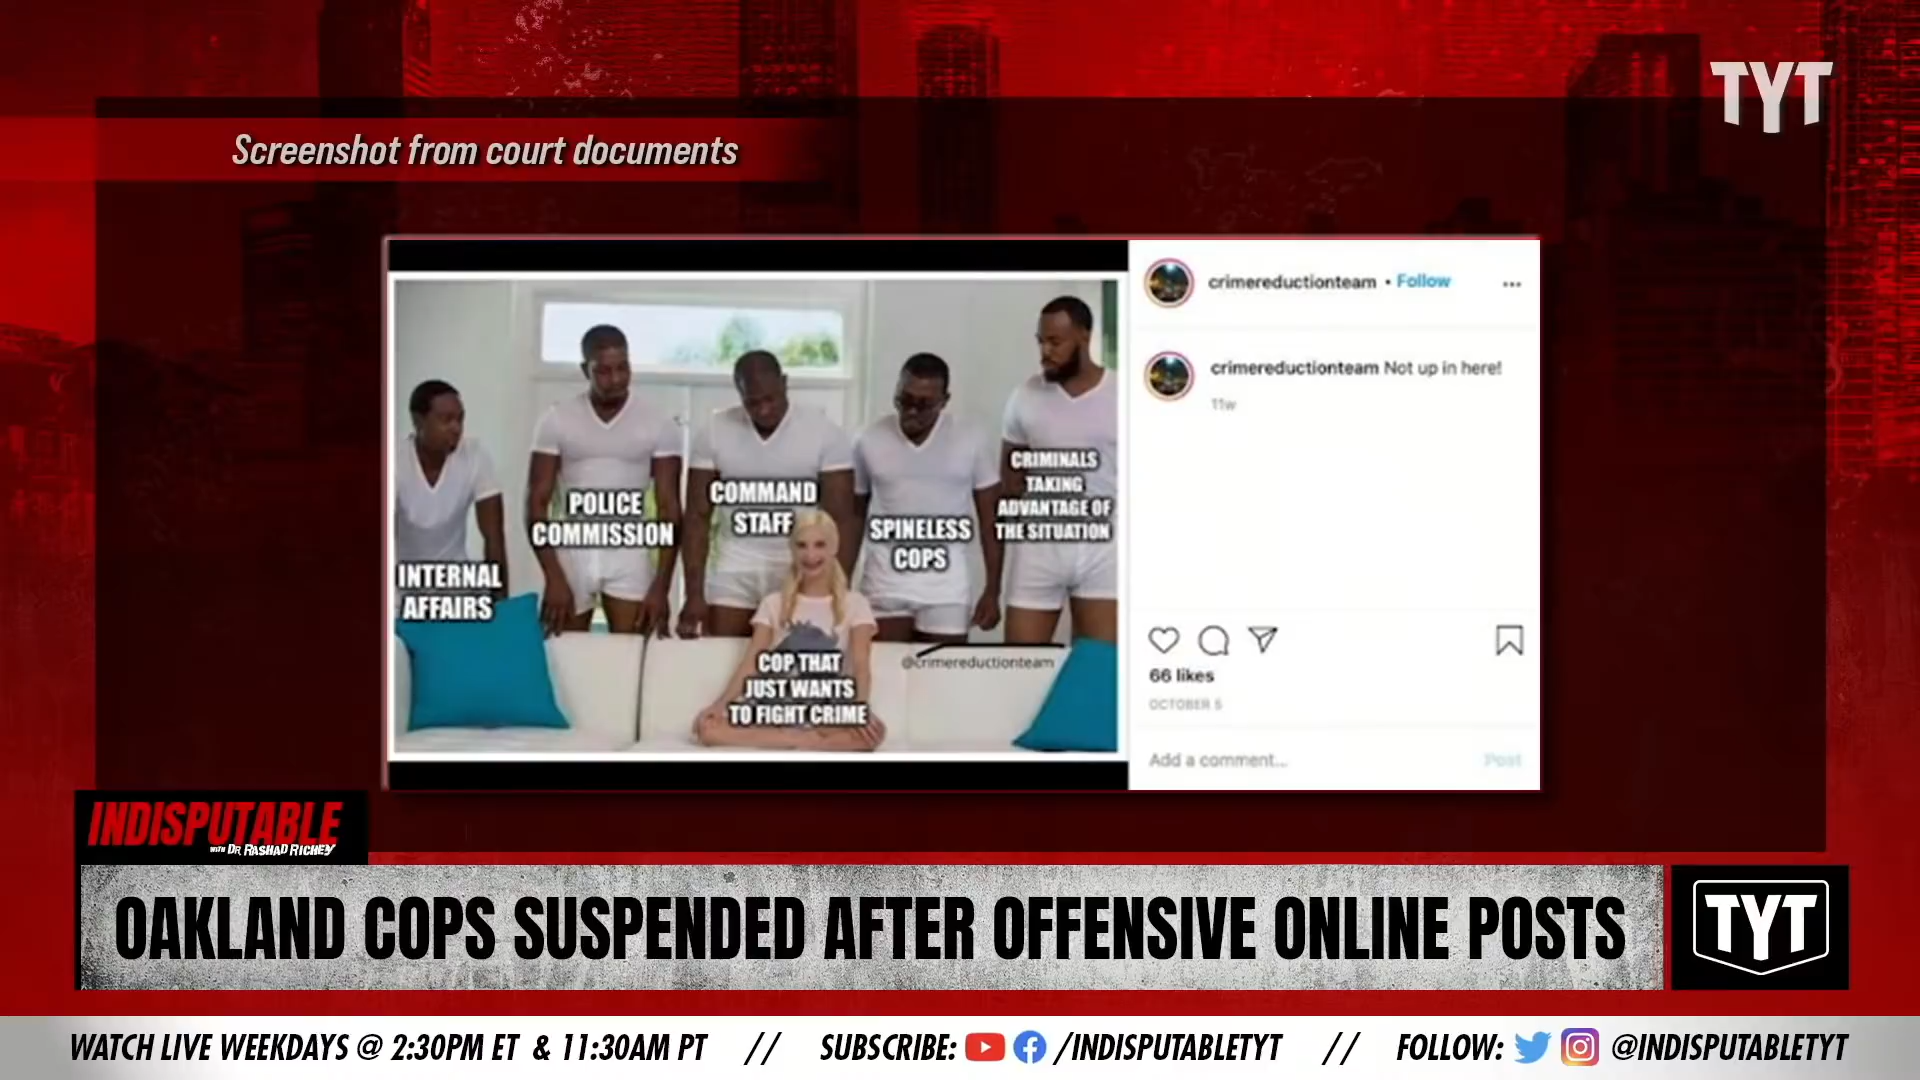 TYT
Screenshot from court documents
crimereductionteam • Follow
crimereductionteam Not up in here!
11w
INTERNAL
AFFAIRS
POLICE
COMMISSION
COMMAND
STAFF
SPINELESS
COPS
CRIMINALS
TAKING
ADVANTAGE OF
THE SITUATION
COP THAT
JUST WANTS
TO FIGHT CRIME
@crimereductionteam
66 likes
OCTOBER 5
Add a comment...
Post
INDISPUTABLE
WITH DR RASHAD RICHEY
OAKLAND COPS SUSPENDED AFTER OFFENSIVE ONLINE POSTS
TYT
WATCH LIVE WEEKDAYS @ 2:30PM ET & 11:30AM PT // SUBSCRIBE: /INDISPUTABLETYT // FOLLOW: @INDISPUTABLETYT